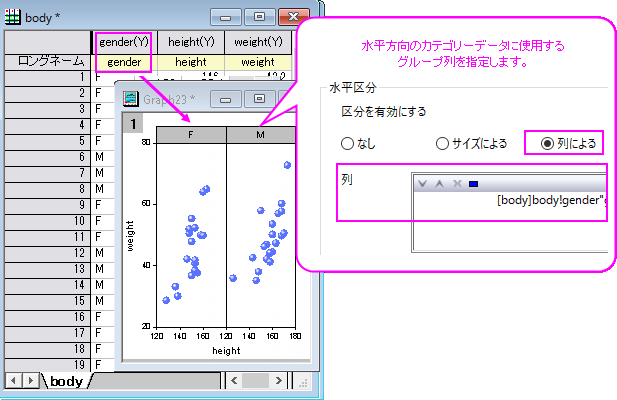 body *
gender(Y) height(Y) weight(Y)
ロングネーム gender height weight
1 F
2 F
3 F
4 F
5 F
6 M
7 M
8 M
9 F
10 F
11 F
12 M
13 M
14 M
15 M
16 F
17 F
18 F
19 F
body
Graph23 *
1
F M
80
60
40
20
weight
120 140 160 120 140 160 180
height
水平方向のカテゴリーデータに使用する
グループ列を指定します。
水平区分
区分を有効にする
なし サイズによる 列による
列
[body]body!gender"g